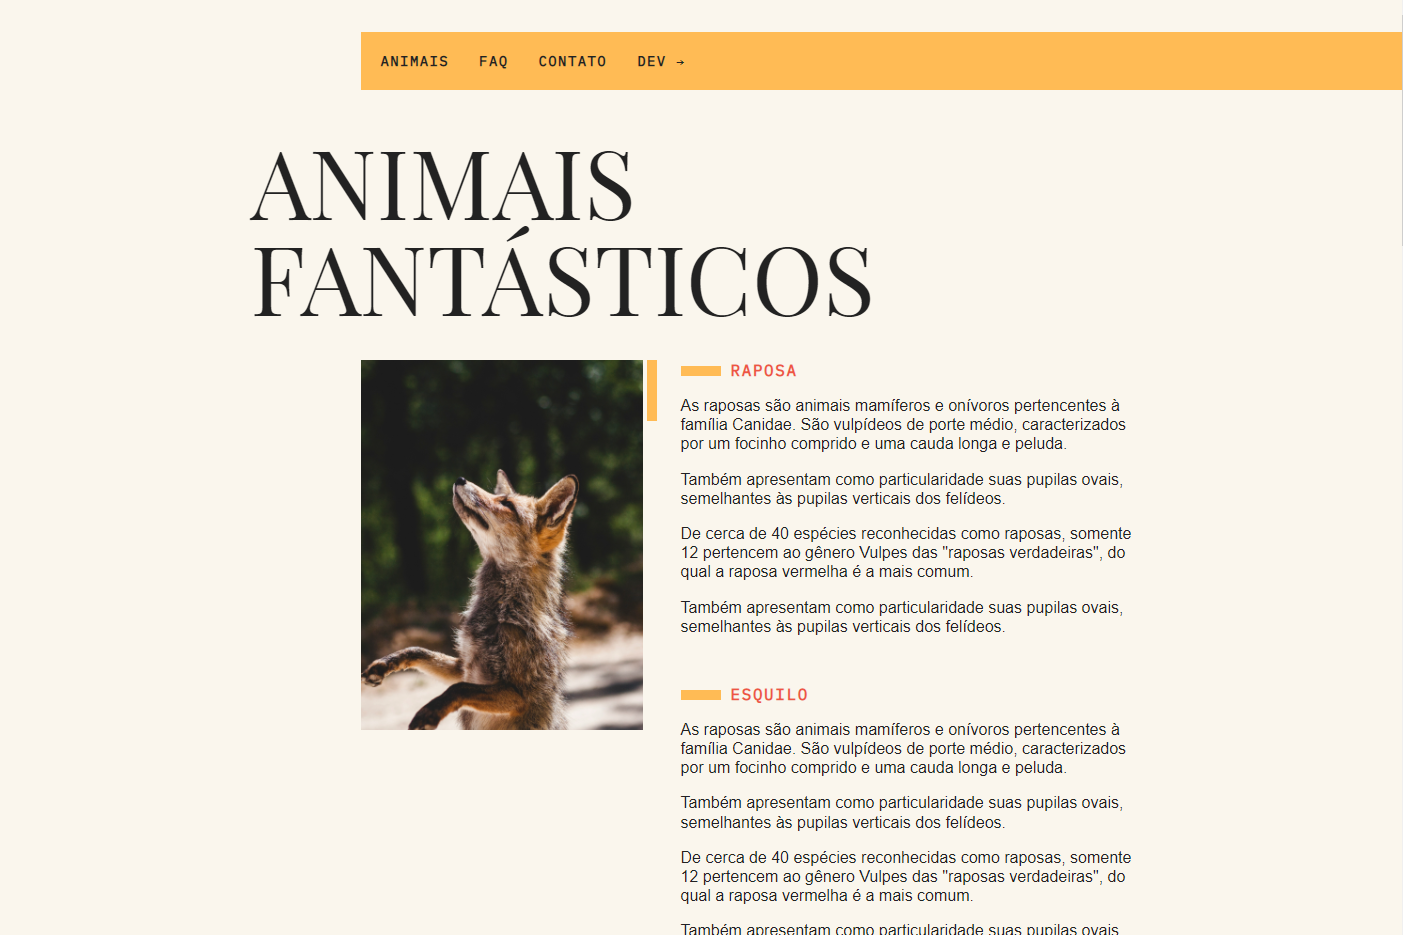 ANIMAIS FAQ CONTATO DEV →
ANIMAIS
FANTÁSTICOS
RAPOSA
As raposas são animais mamíferos e onívoros pertencentes à
família Canidae. São vulpídeos de porte médio, caracterizados
por um focinho comprido e uma cauda longa e peluda.
Também apresentam como particularidade suas pupilas ovais,
semelhantes às pupilas verticais dos felídeos.
De cerca de 40 espécies reconhecidas como raposas, somente
12 pertencem ao gênero Vulpes das "raposas verdadeiras", do
qual a raposa vermelha é a mais comum.
Também apresentam como particularidade suas pupilas ovais,
semelhantes às pupilas verticais dos felídeos.
ESQUILO
As raposas são animais mamíferos e onívoros pertencentes à
família Canidae. São vulpídeos de porte médio, caracterizados
por um focinho comprido e uma cauda longa e peluda.
Também apresentam como particularidade suas pupilas ovais,
semelhantes às pupilas verticais dos felídeos.
De cerca de 40 espécies reconhecidas como raposas, somente
12 pertencem ao gênero Vulpes das "raposas verdadeiras", do
qual a raposa vermelha é a mais comum.
Também apresentam como particularidade suas pupilas ovais,